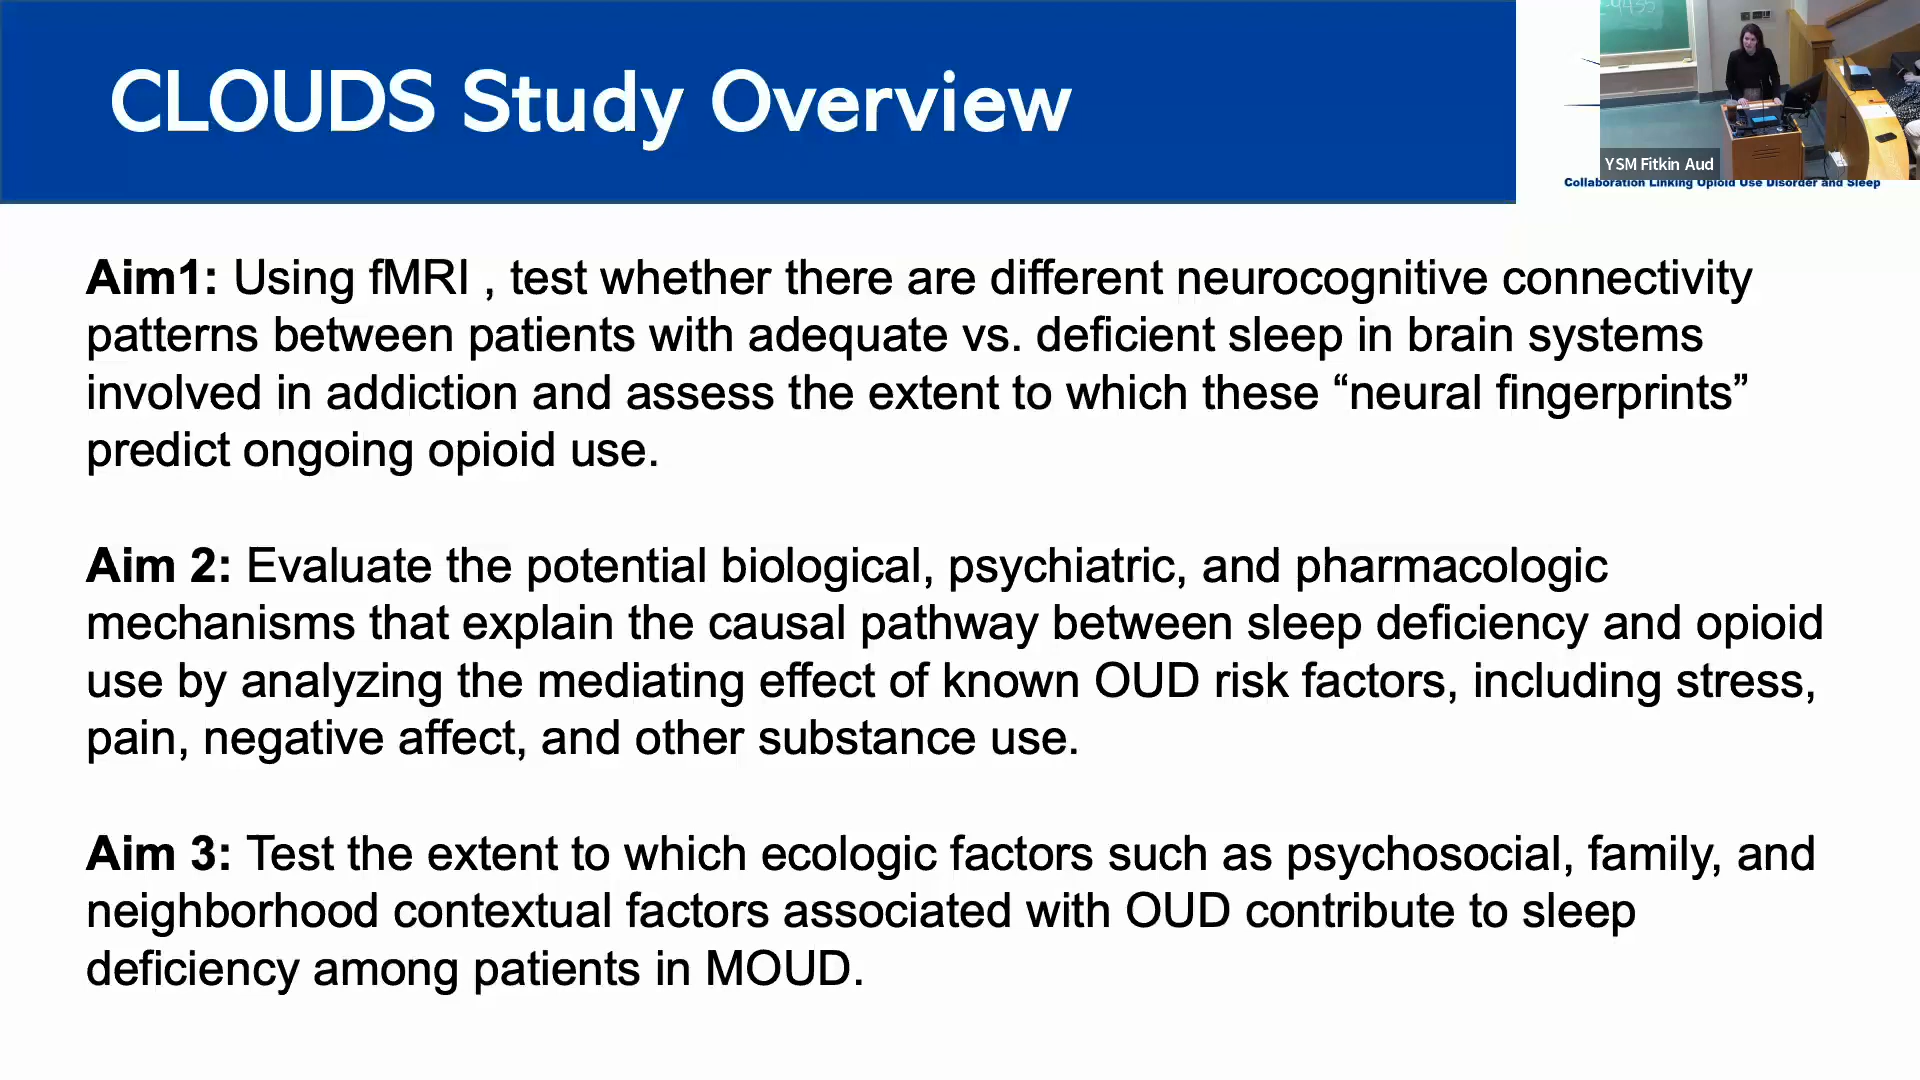 CLOUDS Study Overview
YSM Fitkin Aud
Collaboration Linking Opioid Use Disorder and Sleep
Aim1: Using fMRI , test whether there are different neurocognitive connectivity
patterns between patients with adequate vs. deficient sleep in brain systems
involved in addiction and assess the extent to which these “neural fingerprints”
predict ongoing opioid use.
Aim 2: Evaluate the potential biological, psychiatric, and pharmacologic
mechanisms that explain the causal pathway between sleep deficiency and opioid
use by analyzing the mediating effect of known OUD risk factors, including stress,
pain, negative affect, and other substance use.
Aim 3: Test the extent to which ecologic factors such as psychosocial, family, and
neighborhood contextual factors associated with OUD contribute to sleep
deficiency among patients in MOUD.